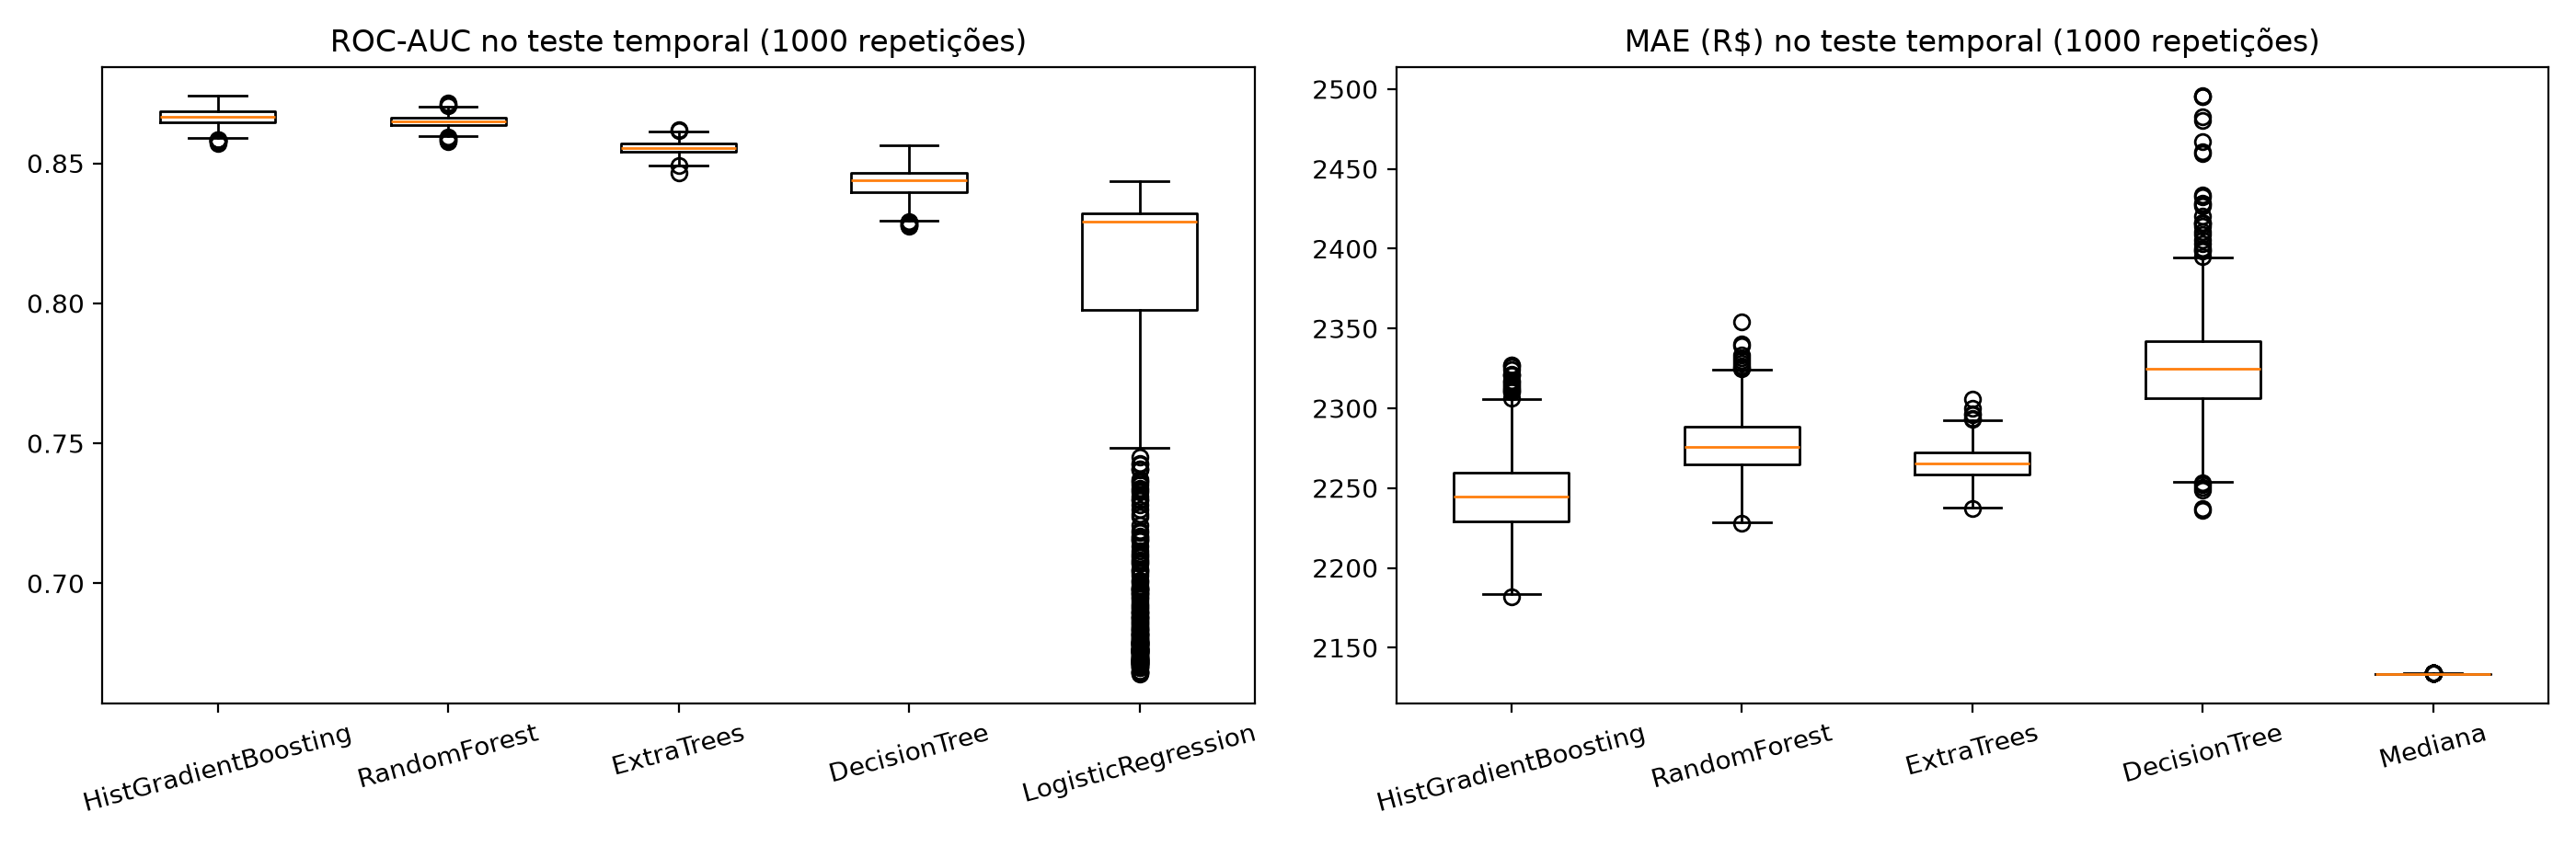 ROC-AUC no teste temporal (1000 repetições)
0.85
0.80
0.75
0.70
HistGradientBoosting
RandomForest
ExtraTrees
DecisionTree
LogisticRegression
MAE (R$) no teste temporal (1000 repetições)
2500
2450
2400
2350
2300
2250
2200
2150
HistGradientBoosting
RandomForest
ExtraTrees
DecisionTree
Mediana